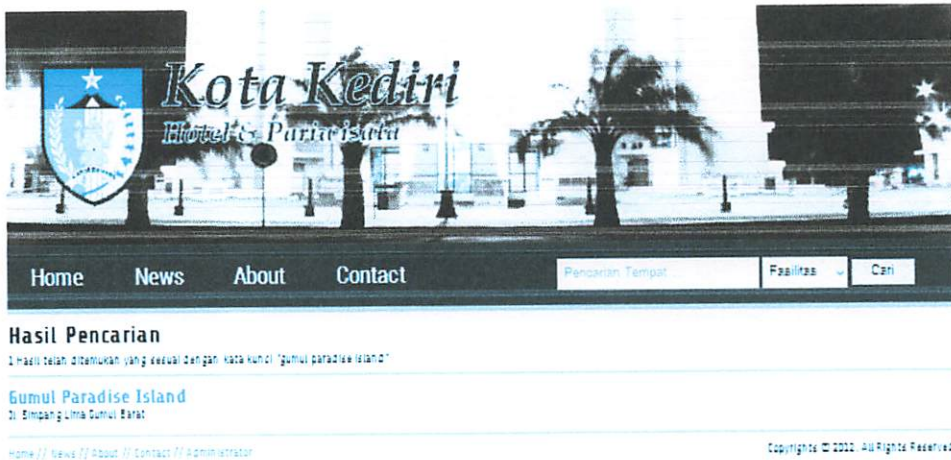 Kota Kediri
Hotel & Pariwisata
Home News About Contact Pencarian Tempat Fasilitas Cari
Hasil Pencarian
1 Hasil telah ditemukan yang sesuai dengan kata kunci "gumul paradise island"
Gumul Paradise Island
Jl. Simpang Lima Gumul Barat
Home // News // About // Contact // Administrator
Copyrights © 2012. All Rights Reserved